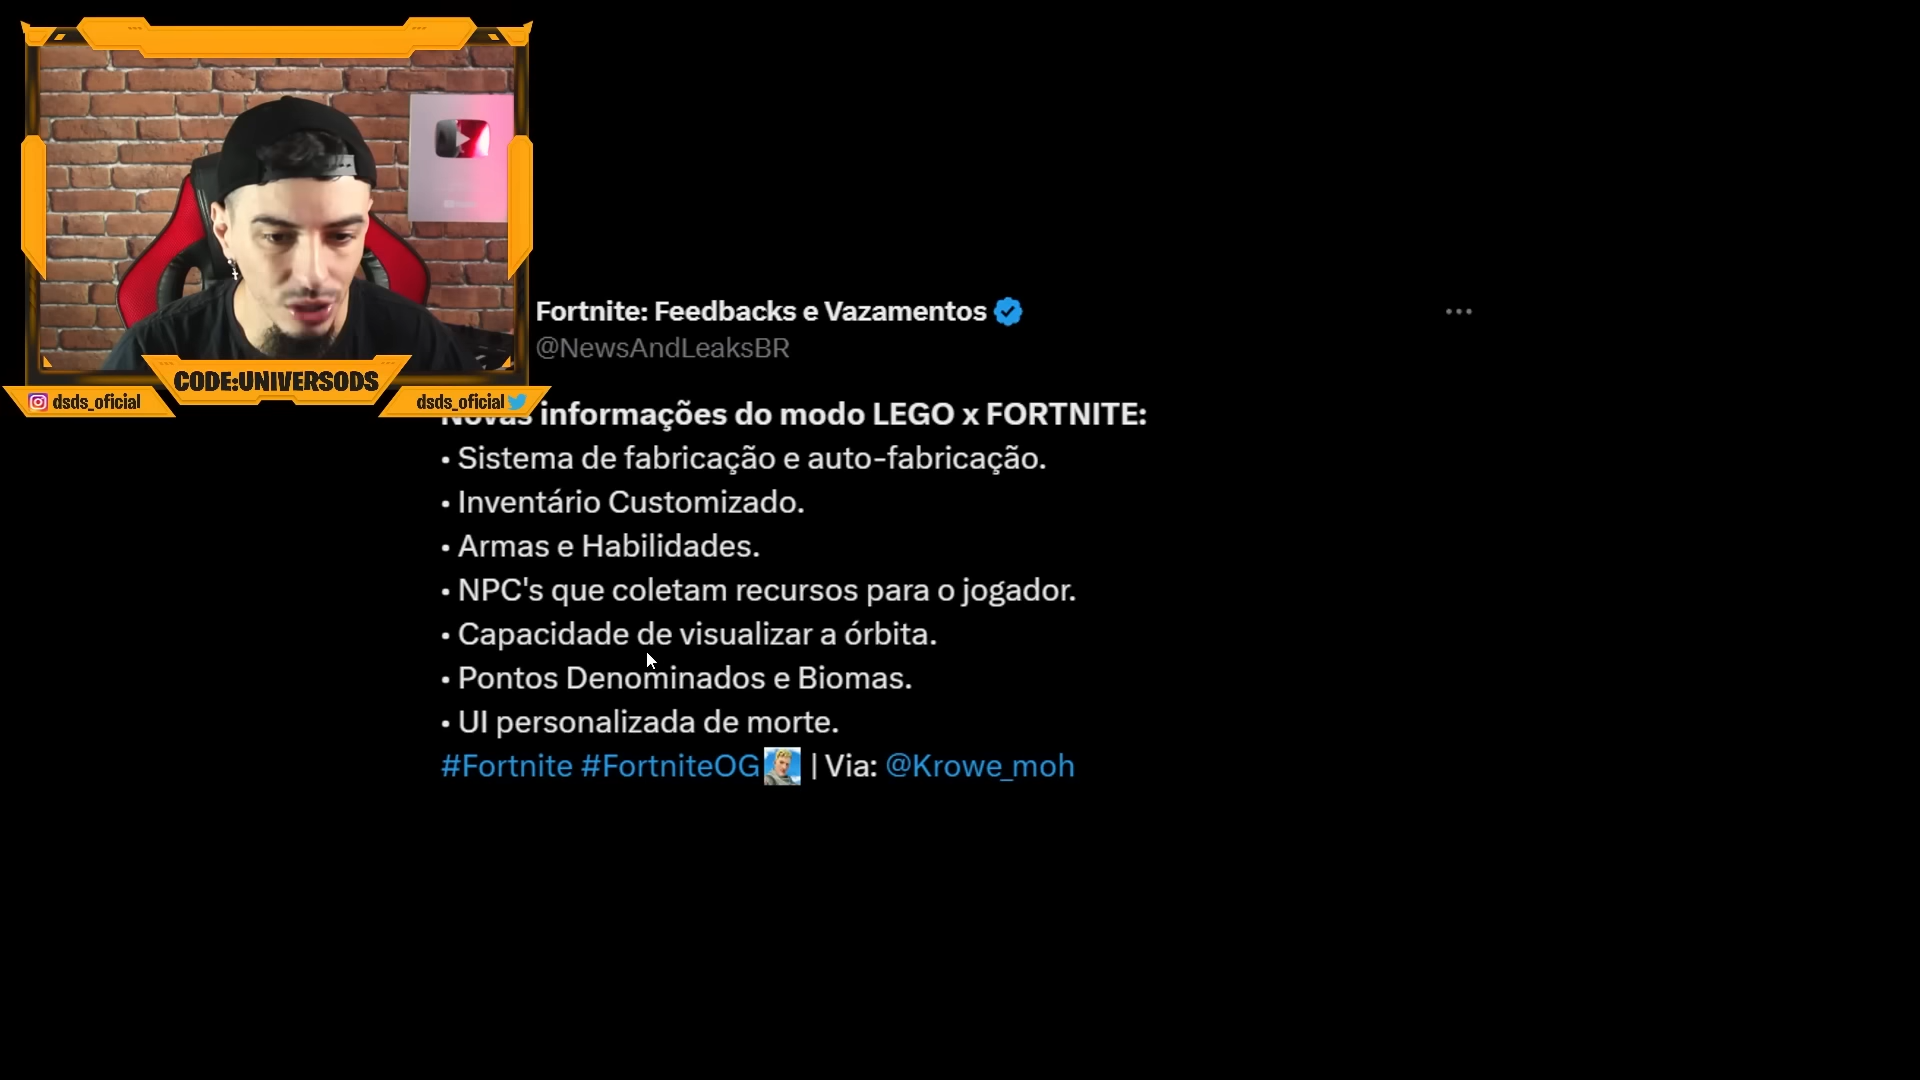 CODE:UNIVERSODS
dsds_oficial
dsds_oficial
Fortnite: Feedbacks e Vazamentos
@NewsAndLeaksBR
Novas informações do modo LEGO x FORTNITE:
• Sistema de fabricação e auto-fabricação.
• Inventário Customizado.
• Armas e Habilidades.
• NPC's que coletam recursos para o jogador.
• Capacidade de visualizar a órbita.
• Pontos Denominados e Biomas.
• UI personalizada de morte.
#Fortnite #FortniteOG | Via: @Krowe_moh